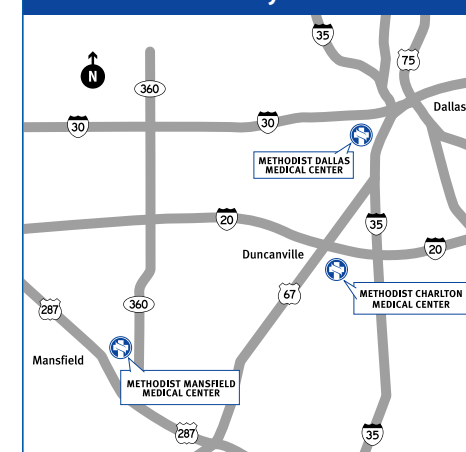 35
75
N
360
Dallas
30
30
METHODIST DALLAS
MEDICAL CENTER
20
35
20
Duncanville
METHODIST CHARLTON
MEDICAL CENTER
67
287
360
Mansfield
METHODIST MANSFIELD
MEDICAL CENTER
287
35